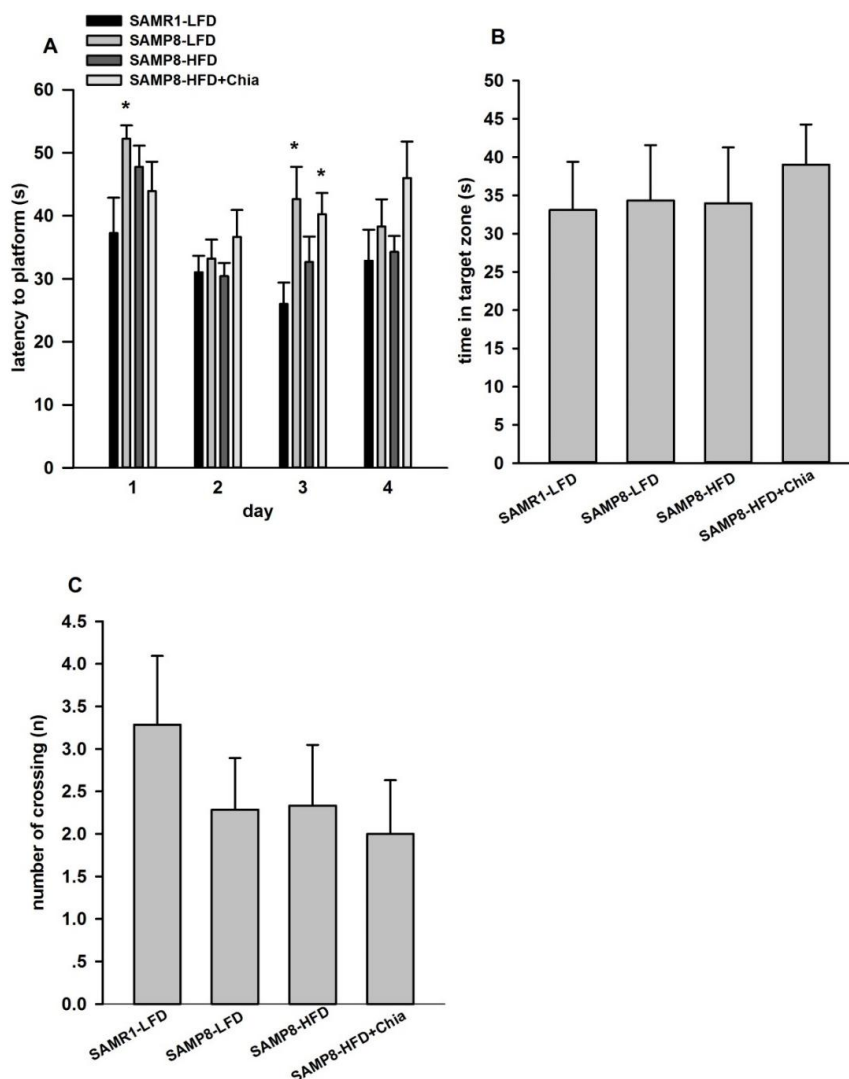 SAMR1-LFD
A
SAMP8-LFD
SAMP8-HFD
SAMP8-HFD+Chia
60
50
40
30
20
10
0
*
*
*
latency to platform (s)
1 2 3 4
day
B
50
45
40
35
30
25
20
15
10
5
0
time in target zone (s)
SAMR1-LFD
SAMP8-LFD
SAMP8-HFD
SAMP8-HFD+Chia
C
4.5
4.0
3.5
3.0
2.5
2.0
1.5
1.0
.5
0.0
number of crossing (n)
SAMR1-LFD
SAMP8-LFD
SAMP8-HFD
SAMP8-HFD+Chia